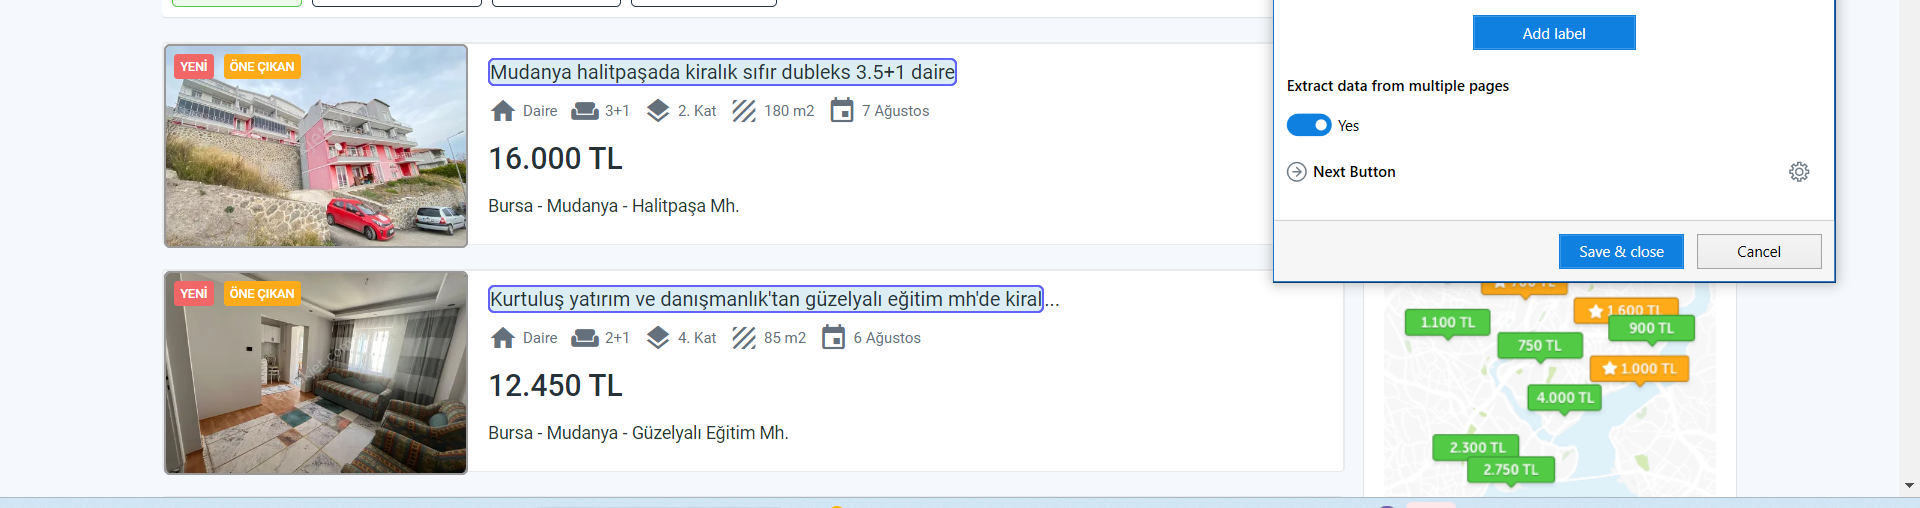 YENİ ÖNE ÇIKAN
Mudanya halitpaşada kiralık sıfır dubleks 3.5+1 daire
Daire 3+1 2. Kat 180 m2 7 Ağustos
16.000 TL
Bursa - Mudanya - Halitpaşa Mh.
YENİ ÖNE ÇIKAN
Kurtuluş yatırım ve danışmanlık'tan güzelyalı eğitim mh'de kiral...
Daire 2+1 4. Kat 85 m2 6 Ağustos
12.450 TL
Bursa - Mudanya - Güzelyalı Eğitim Mh.
Add label
Extract data from multiple pages
Yes
Next Button
Save & close Cancel
1.600 TL
1.100 TL
900 TL
750 TL
1.000 TL
4.000 TL
2.300 TL
2.750 TL